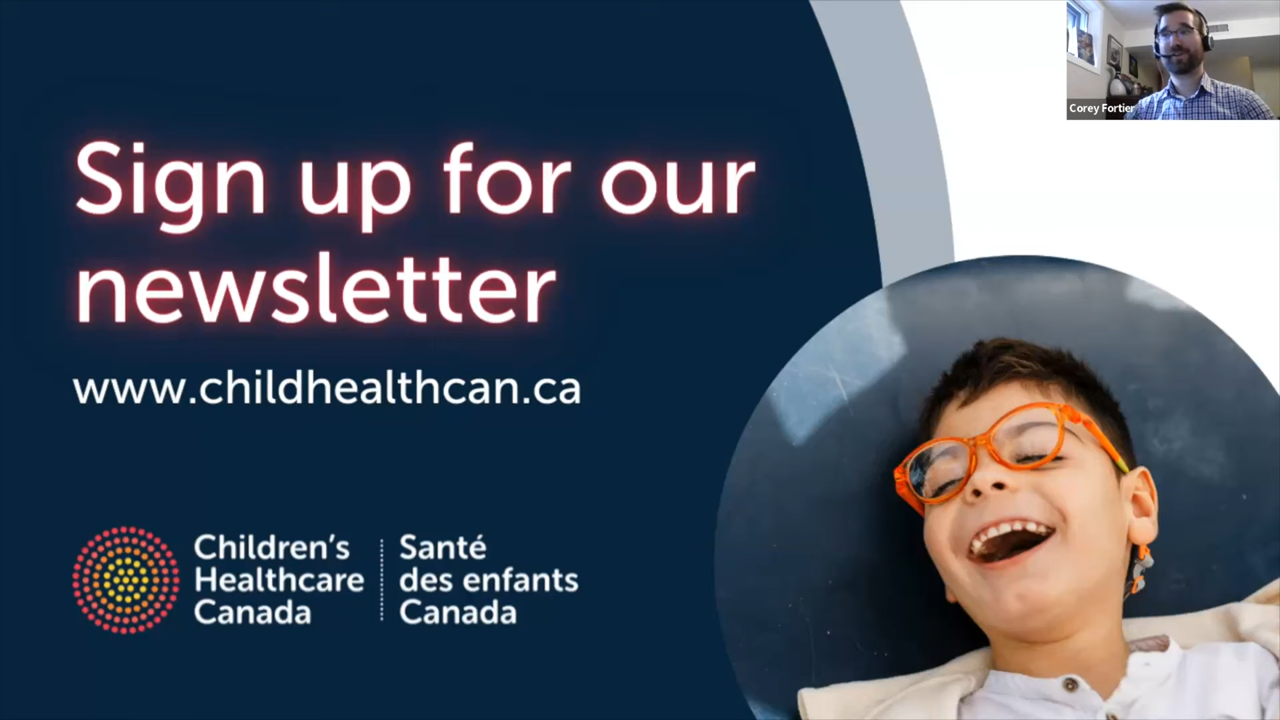 Sign up for our
newsletter
www.childhealthcan.ca
Children's
Healthcare
Canada
Santé
des enfants
Canada
Corey Fortier